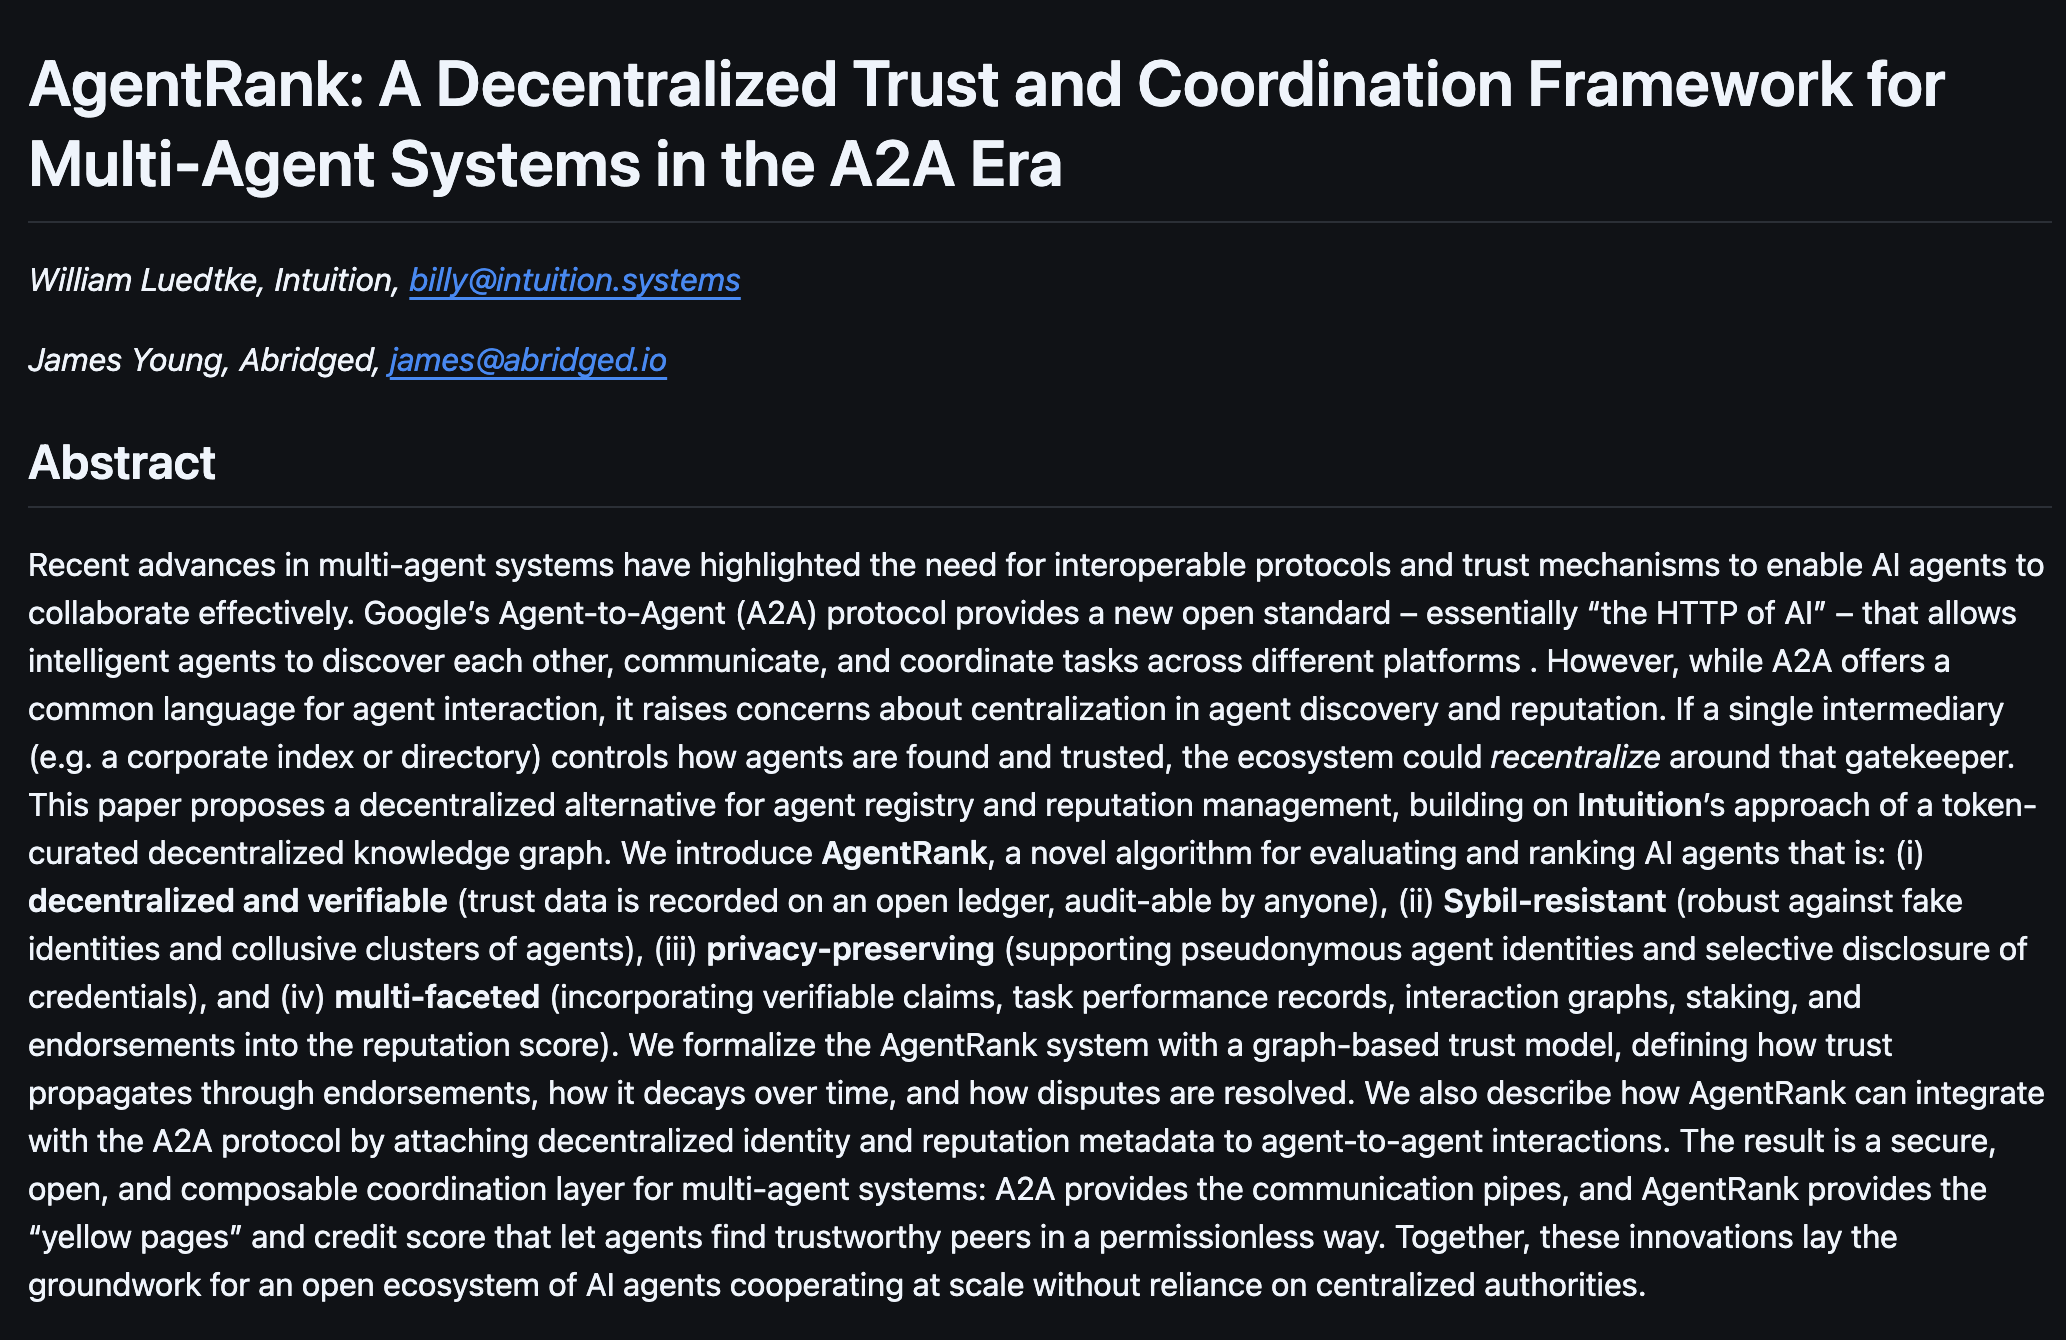 AgentRank: A Decentralized Trust and Coordination Framework for
Multi-Agent Systems in the A2A Era
William Luedtke, Intuition, billy@intuition.systems
James Young, Abridged, james@abridged.io
Abstract
Recent advances in multi-agent systems have highlighted the need for interoperable protocols and trust mechanisms to enable AI agents to
collaborate effectively. Google’s Agent-to-Agent (A2A) protocol provides a new open standard – essentially “the HTTP of AI” – that allows
intelligent agents to discover each other, communicate, and coordinate tasks across different platforms . However, while A2A offers a
common language for agent interaction, it raises concerns about centralization in agent discovery and reputation. If a single intermediary
(e.g. a corporate index or directory) controls how agents are found and trusted, the ecosystem could recentralize around that gatekeeper.
This paper proposes a decentralized alternative for agent registry and reputation management, building on Intuition’s approach of a token-
curated decentralized knowledge graph. We introduce AgentRank, a novel algorithm for evaluating and ranking AI agents that is: (i)
decentralized and verifiable (trust data is recorded on an open ledger, audit-able by anyone), (ii) Sybil-resistant (robust against fake
identities and collusive clusters of agents), (iii) privacy-preserving (supporting pseudonymous agent identities and selective disclosure of
credentials), and (iv) multi-faceted (incorporating verifiable claims, task performance records, interaction graphs, staking, and
endorsements into the reputation score). We formalize the AgentRank system with a graph-based trust model, defining how trust
propagates through endorsements, how it decays over time, and how disputes are resolved. We also describe how AgentRank can integrate
with the A2A protocol by attaching decentralized identity and reputation metadata to agent-to-agent interactions. The result is a secure,
open, and composable coordination layer for multi-agent systems: A2A provides the communication pipes, and AgentRank provides the
“yellow pages” and credit score that let agents find trustworthy peers in a permissionless way. Together, these innovations lay the
groundwork for an open ecosystem of AI agents cooperating at scale without reliance on centralized authorities.